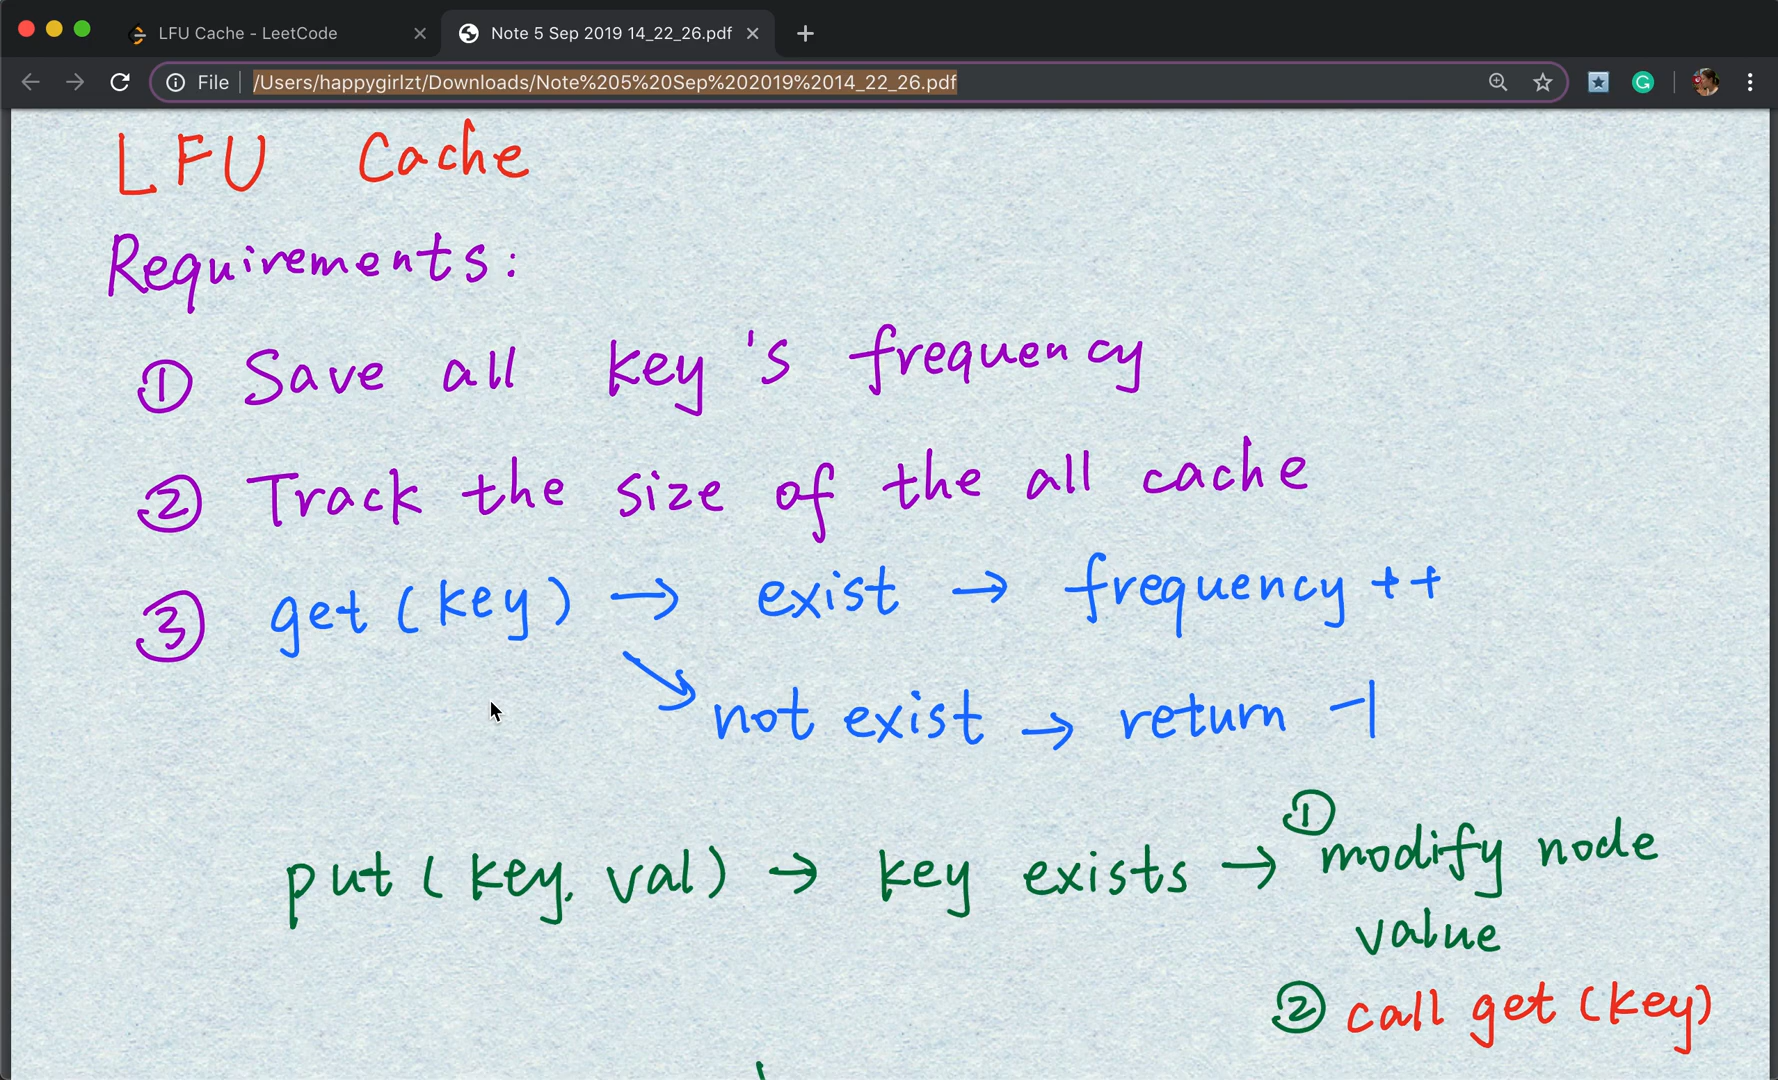 LFU Cache - LeetCode
Note 5 Sep 2019 14_22_26.pdf
File /Users/happygirlzt/Downloads/Note%205%20Sep%202019%2014_22_26.pdf
LFU Cache
Requirements:
① Save all key's frequency
② Track the size of the all cache
③ get(key) → exist → frequency++
↘ not exist → return -1
put(key, val) → key exists → ① modify node
value
② call get(key)